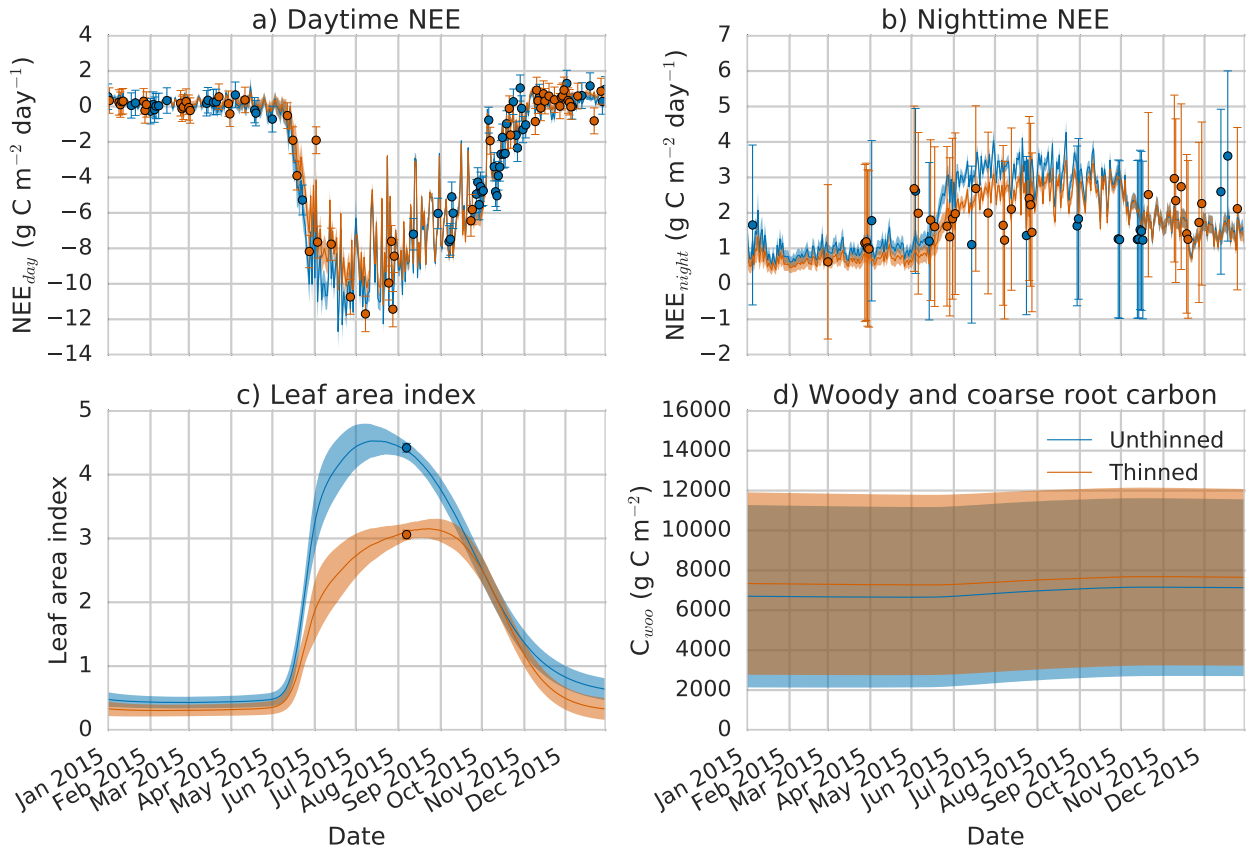 a) Daytime NEE
NEE_day (g C m⁻² day⁻¹)
4
2
0
−2
−4
−6
−8
−10
−12
−14
b) Nighttime NEE
NEE_night (g C m⁻² day⁻¹)
7
6
5
4
3
2
1
0
−1
−2
c) Leaf area index
Leaf area index
5
4
3
2
1
0
Jan 2015
Feb 2015
Mar 2015
Apr 2015
May 2015
Jun 2015
Jul 2015
Aug 2015
Sep 2015
Oct 2015
Nov 2015
Dec 2015
Date
d) Woody and coarse root carbon
C_woo (g C m⁻²)
16000
14000
12000
10000
8000
6000
4000
2000
0
Unthinned
Thinned
Jan 2015
Feb 2015
Mar 2015
Apr 2015
May 2015
Jun 2015
Jul 2015
Aug 2015
Sep 2015
Oct 2015
Nov 2015
Dec 2015
Date